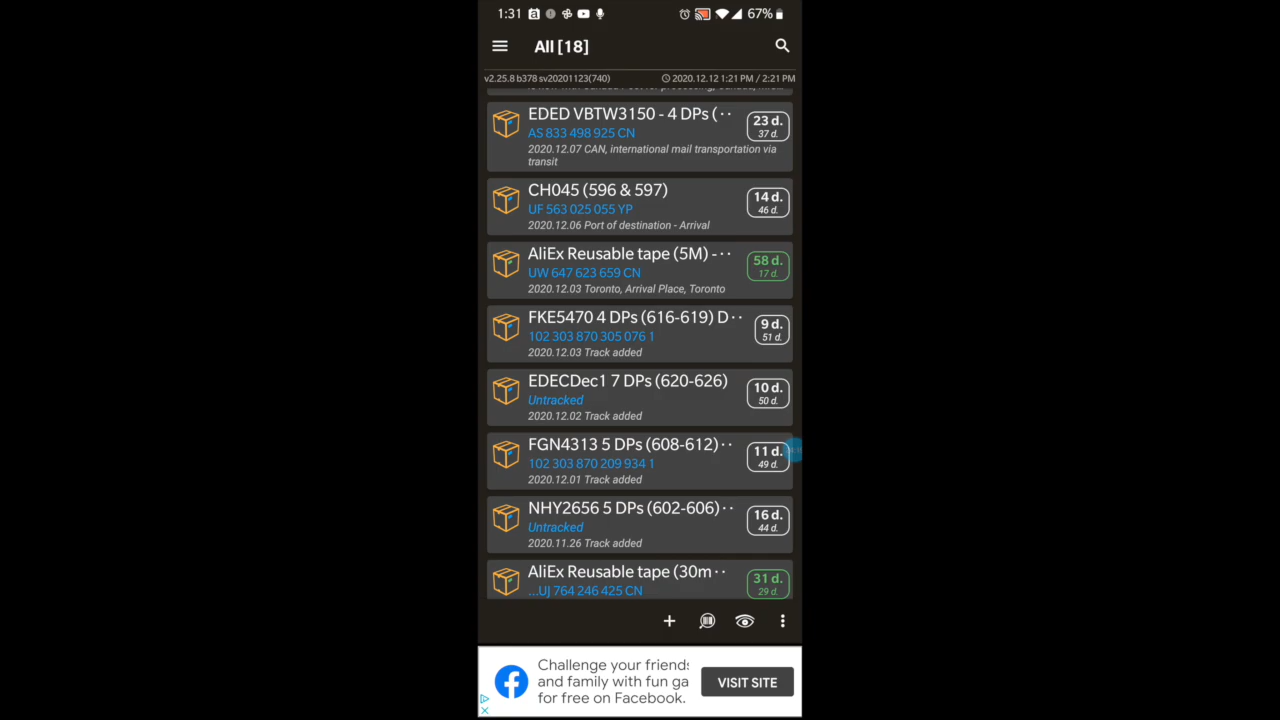 1:31
67%
All [18]
v2.25.8 b378 sv20201123(740)
2020.12.12 1:21 PM / 2:21 PM
EDED VBTW3150 - 4 DPs (··
23 d.
AS 833 498 925 CN
37 d.
2020.12.07 CAN, international mail transportation via
transit
CH045 (596 & 597)
14 d.
UF 563 025 055 YP
46 d.
2020.12.06 Port of destination - Arrival
AliEx Reusable tape (5M) -··
58 d.
UW 647 623 659 CN
17 d.
2020.12.03 Toronto, Arrival Place, Toronto
FKE5470 4 DPs (616-619) D··
9 d.
102 303 870 305 076 1
51 d.
2020.12.03 Track added
EDECDec1 7 DPs (620-626)
10 d.
Untracked
50 d.
2020.12.02 Track added
FGN4313 5 DPs (608-612)··
11 d.
102 303 870 209 934 1
49 d.
2020.12.01 Track added
NHY2656 5 DPs (602-606)··
16 d.
Untracked
44 d.
2020.11.26 Track added
AliEx Reusable tape (30m··
31 d.
...UJ 764 246 425 CN
29 d.
Challenge your friends
and family with fun ga
for free on Facebook.
VISIT SITE